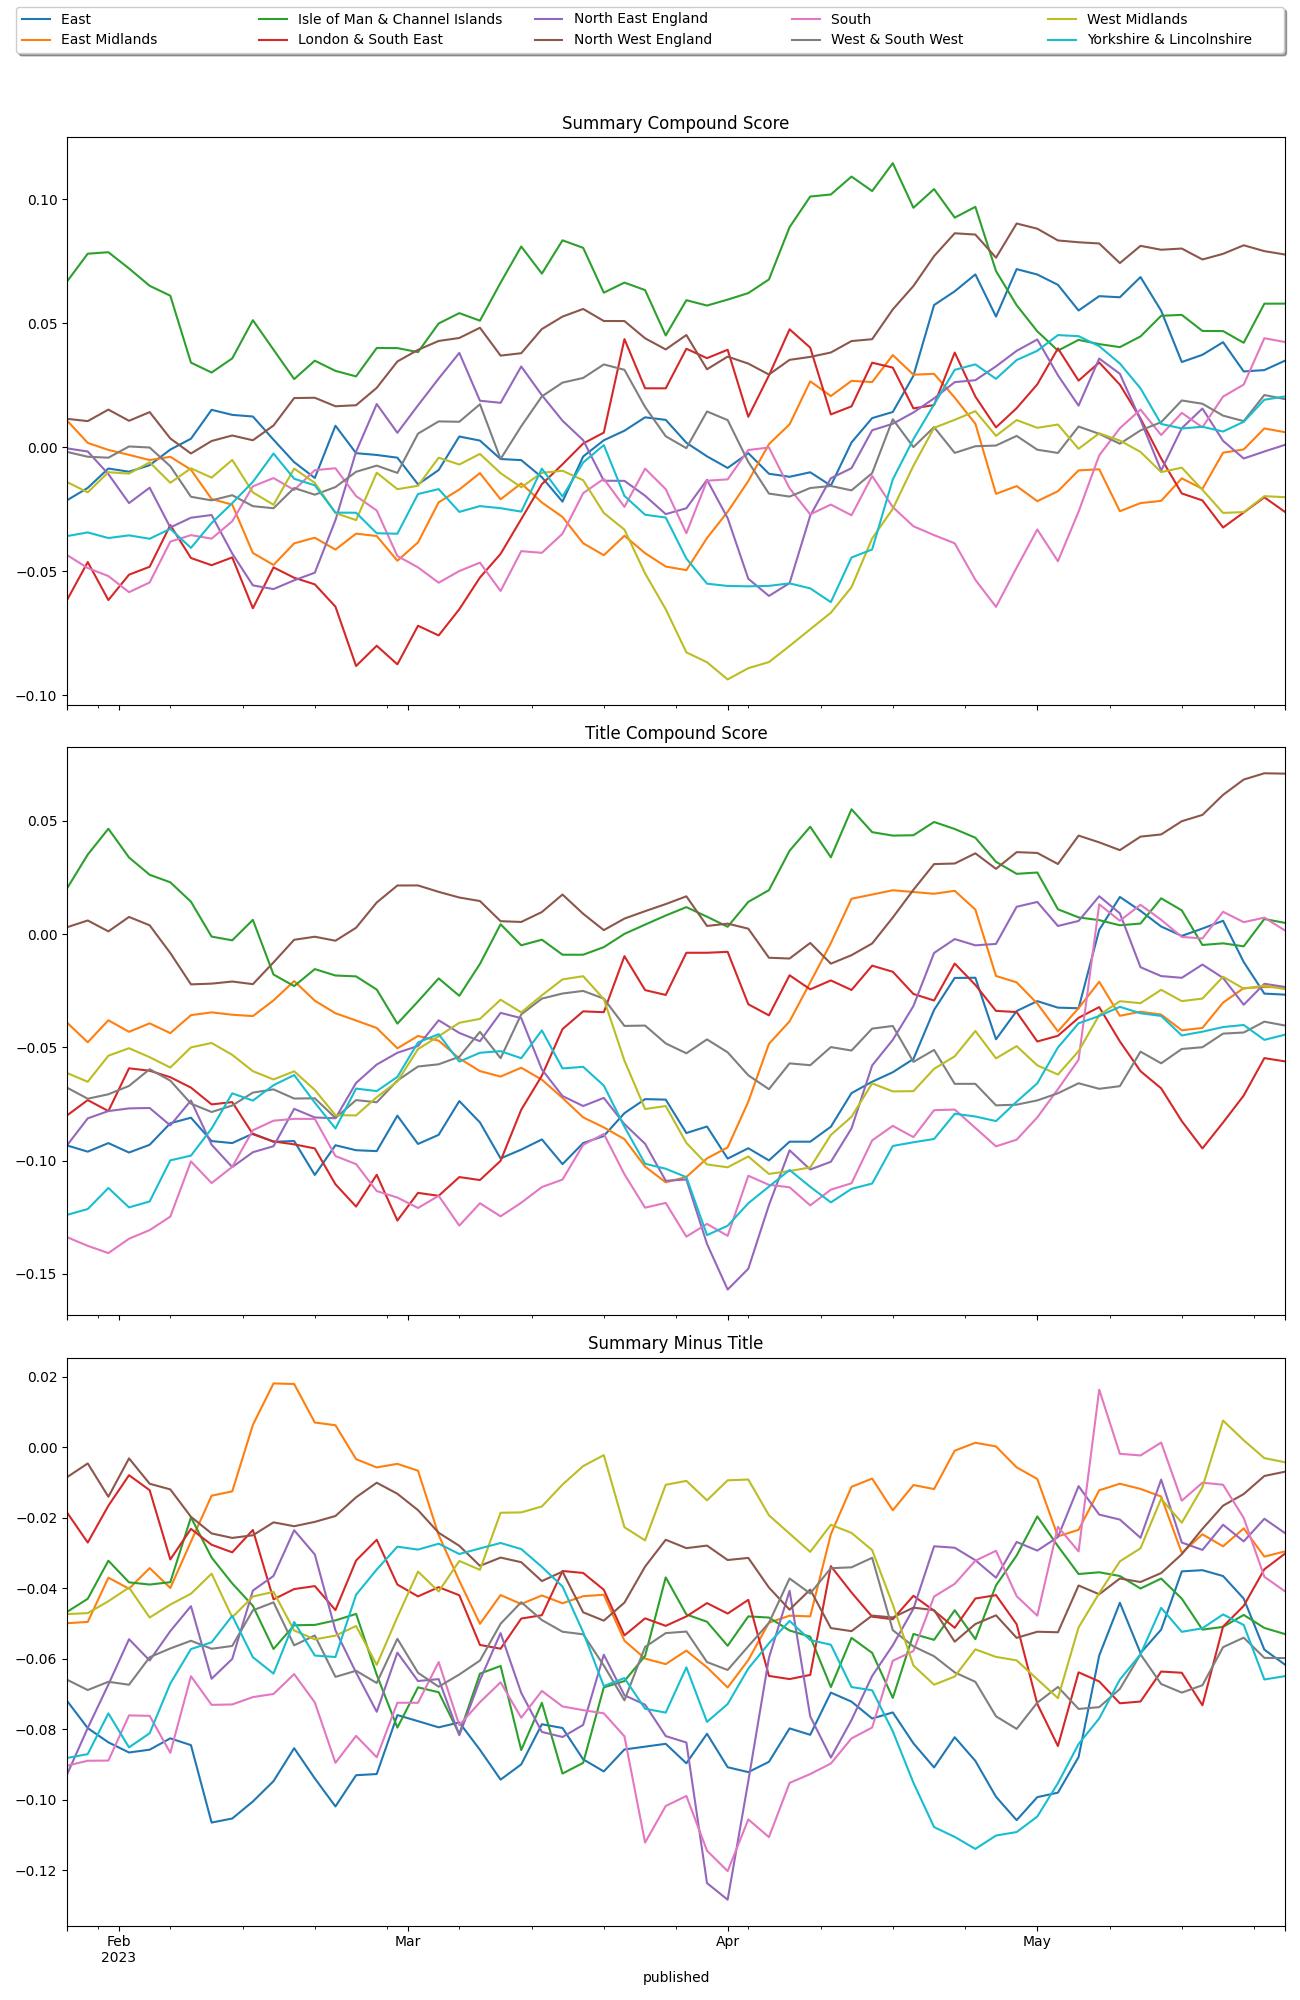 East
East Midlands
Isle of Man & Channel Islands
London & South East
North East England
North West England
South
West & South West
West Midlands
Yorkshire & Lincolnshire
Summary Compound Score
0.10
0.05
0.00
−0.05
−0.10
Title Compound Score
0.05
0.00
−0.05
−0.10
−0.15
Summary Minus Title
0.02
0.00
−0.02
−0.04
−0.06
−0.08
−0.10
−0.12
Feb Mar Apr May
2023
published